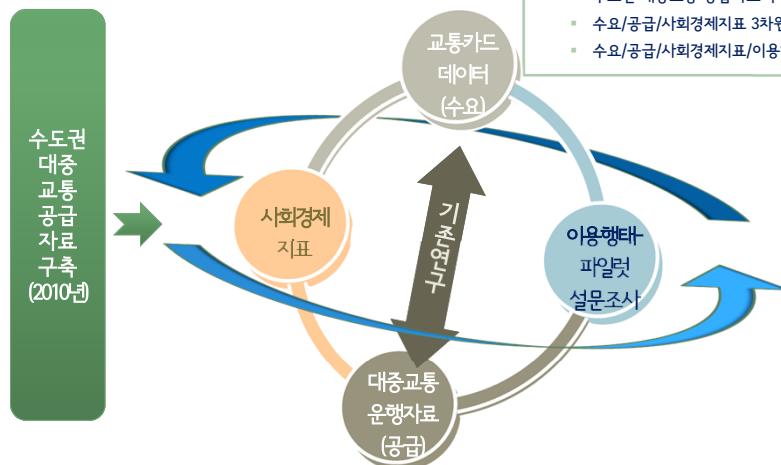 수요/공급/사회경제지표 3차원
수요/공급/사회경제지표/이용
교통카드
데이터
(수요)
수도권
대중
교통
공급
자료
구축
(2010년)
사회경제
지표
기존연구
이용행태
파일럿
설문조사
대중교통
운행자료
(공급)